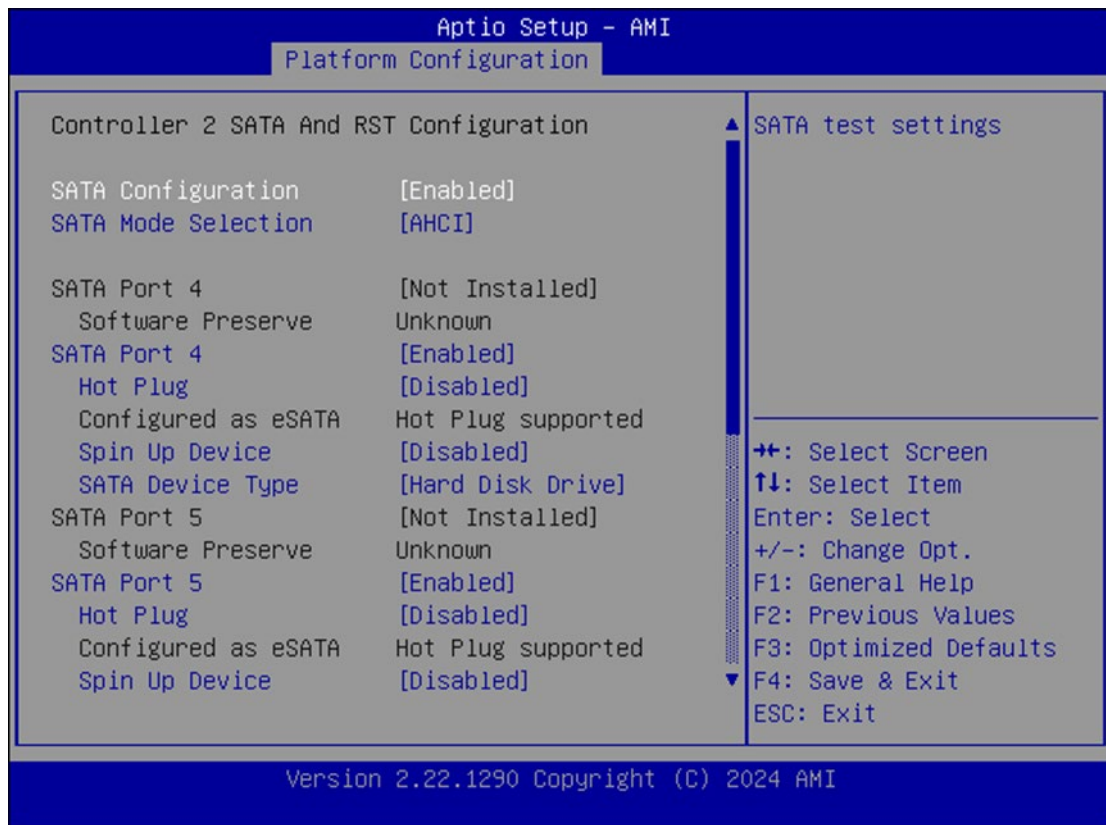 Aptio Setup – AMI
Platform Configuration
Controller 2 SATA And RST Configuration
SATA Configuration [Enabled]
SATA Mode Selection [AHCI]
SATA Port 4 [Not Installed]
Software Preserve Unknown
SATA Port 4 [Enabled]
Hot Plug [Disabled]
Configured as eSATA Hot Plug supported
Spin Up Device [Disabled]
SATA Device Type [Hard Disk Drive]
SATA Port 5 [Not Installed]
Software Preserve Unknown
SATA Port 5 [Enabled]
Hot Plug [Disabled]
Configured as eSATA Hot Plug supported
Spin Up Device [Disabled]
SATA test settings
→←: Select Screen
↑↓: Select Item
Enter: Select
+/-: Change Opt.
F1: General Help
F2: Previous Values
F3: Optimized Defaults
F4: Save & Exit
ESC: Exit
Version 2.22.1290 Copyright (C) 2024 AMI